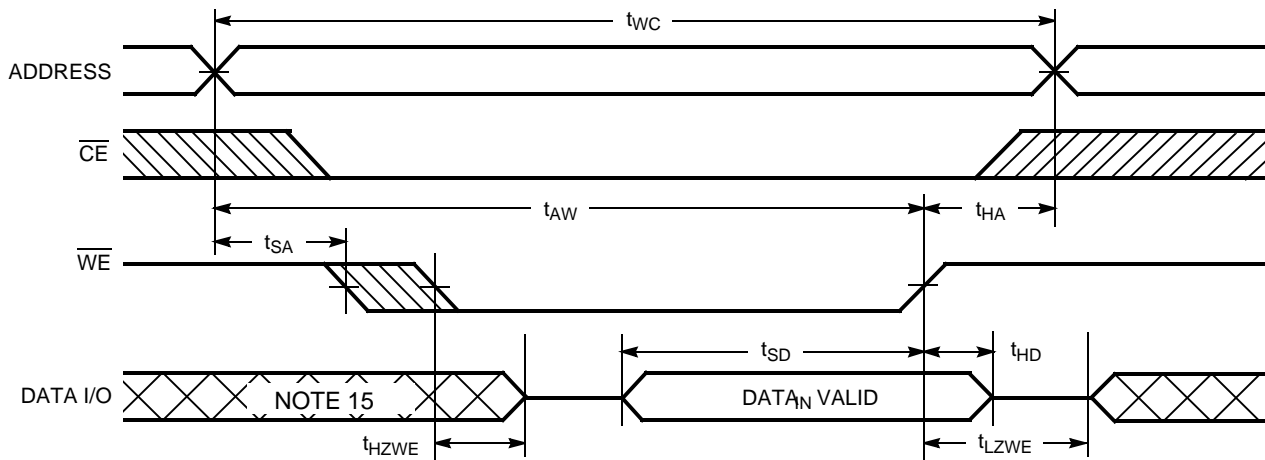 tWC
ADDRESS
CE
tAW
tHA
tSA
WE
tSD
tHD
DATA I/O
NOTE 15
DATAIN VALID
tHZWE
tLZWE